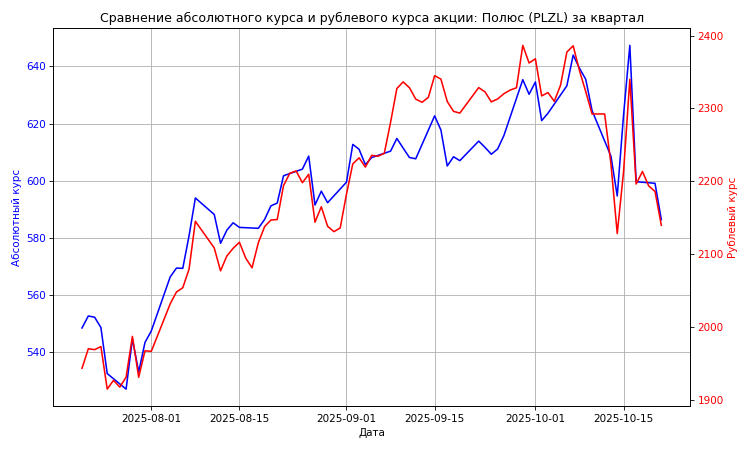 Сравнение абсолютного курса и рублевого курса акции: Полюс (PLZL) за квартал
Абсолютный курс
640
620
600
580
560
540
2400
2300
2200
2100
2000
1900
Рублевый курс
2025-08-01 2025-08-15 2025-09-01 2025-09-15 2025-10-01 2025-10-15
Дата